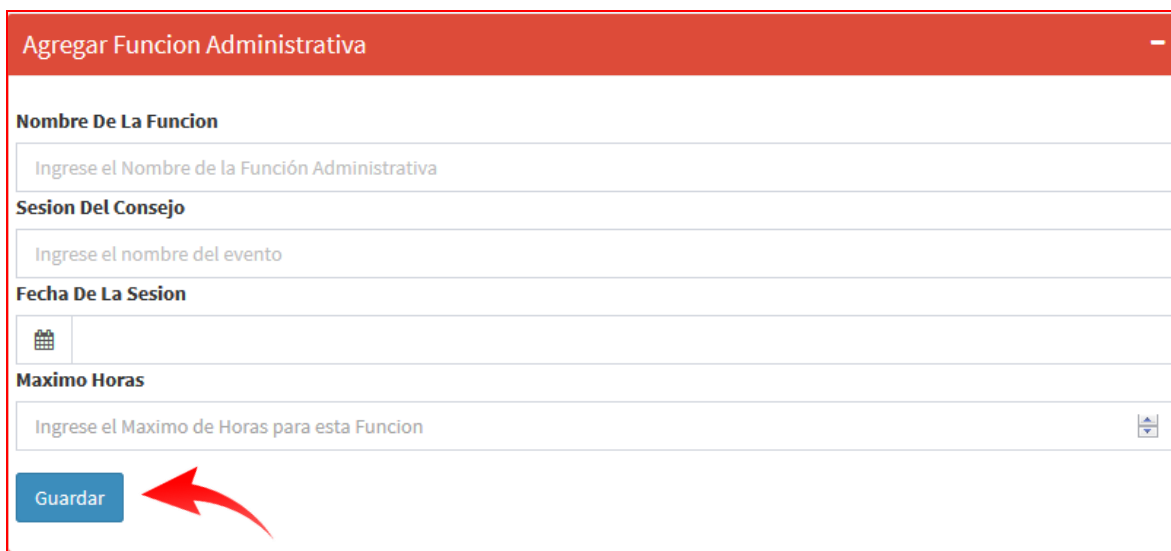 Agregar Funcion Administrativa
Nombre De La Funcion
Ingrese el Nombre de la Función Administrativa
Sesion Del Consejo
Ingrese el nombre del evento
Fecha De La Sesion
Maximo Horas
Ingrese el Maximo de Horas para esta Funcion
Guardar